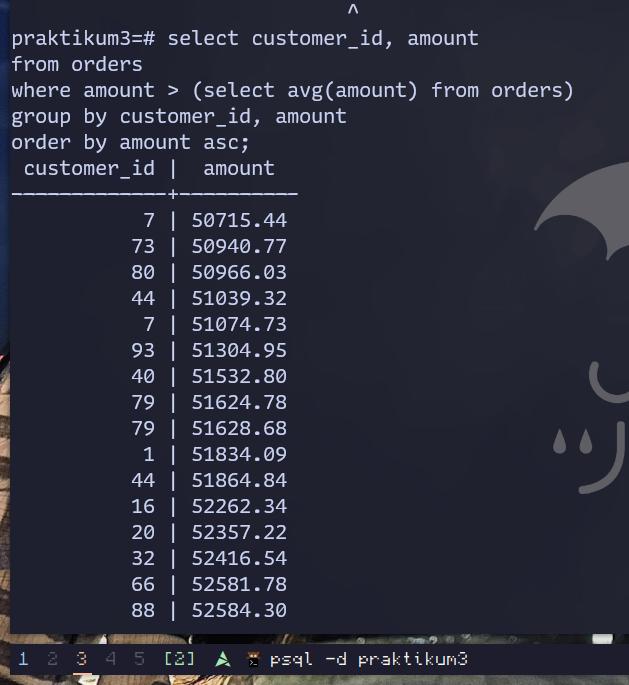 ^
praktikum3=# select customer_id, amount
from orders
where amount > (select avg(amount) from orders)
group by customer_id, amount
order by amount asc;
 customer_id |  amount
-------------+----------
           7 | 50715.44
          73 | 50940.77
          80 | 50966.03
          44 | 51039.32
           7 | 51074.73
          93 | 51304.95
          40 | 51532.80
          79 | 51624.78
          79 | 51628.68
           1 | 51834.09
          44 | 51864.84
          16 | 52262.34
          20 | 52357.22
          32 | 52416.54
          66 | 52581.78
          88 | 52584.30
1 2 3 4 5 [2] psql -d praktikum3